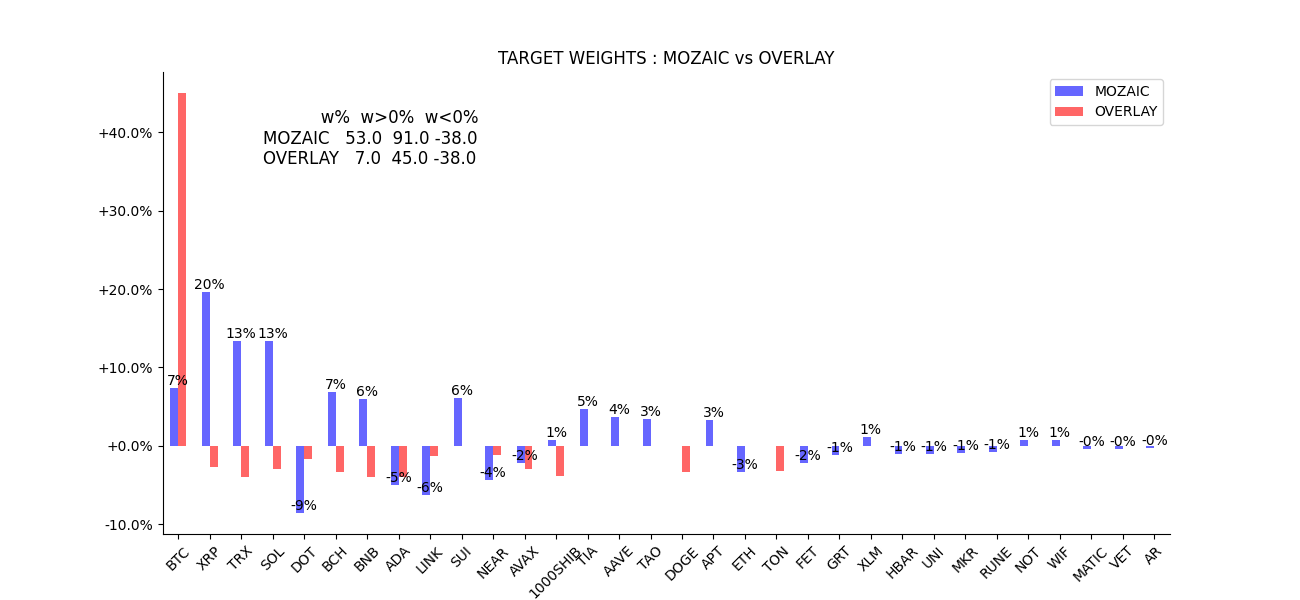 TARGET WEIGHTS : MOZAIC vs OVERLAY
MOZAIC
OVERLAY
w% w>0% w<0%
MOZAIC 53.0 91.0 -38.0
OVERLAY 7.0 45.0 -38.0
+40.0%
+30.0%
+20.0%
+10.0%
+0.0%
-10.0%
7%
20%
13%
13%
-9%
7%
6%
-5%
-6%
6%
-4%
-2%
1%
5%
4%
3%
3%
-3%
-2%
-1%
1%
-1%
-1%
-1%
-1%
1%
1%
-0%
-0%
-0%
BTC
XRP
TRX
SOL
DOT
BCH
BNB
ADA
LINK
SUI
NEAR
AVAX
1000SHIB
TIA
AAVE
TAO
DOGE
APT
ETH
TON
FET
GRT
XLM
HBAR
UNI
MKR
RUNE
NOT
WIF
MATIC
VET
AR